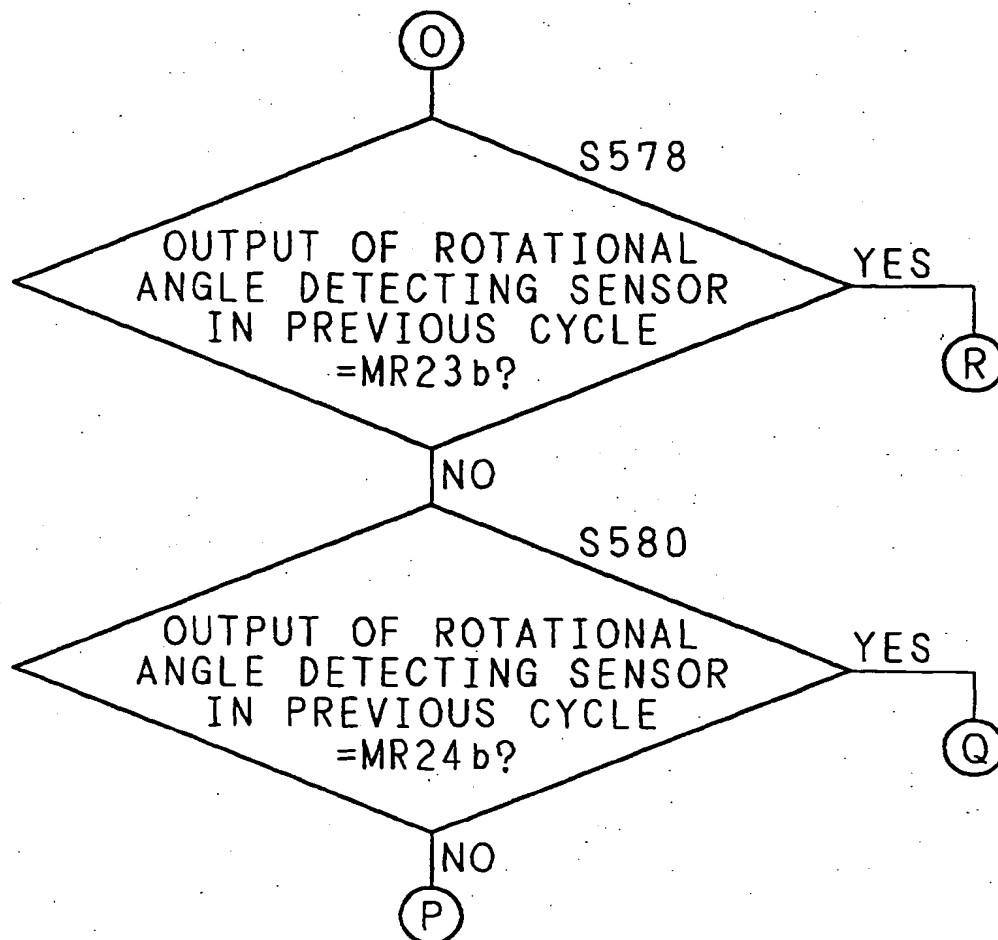 O
S578
OUTPUT OF ROTATIONAL
ANGLE DETECTING SENSOR
IN PREVIOUS CYCLE
=MR23b?
YES
R
NO
S580
OUTPUT OF ROTATIONAL
ANGLE DETECTING SENSOR
IN PREVIOUS CYCLE
=MR24b?
YES
Q
NO
P